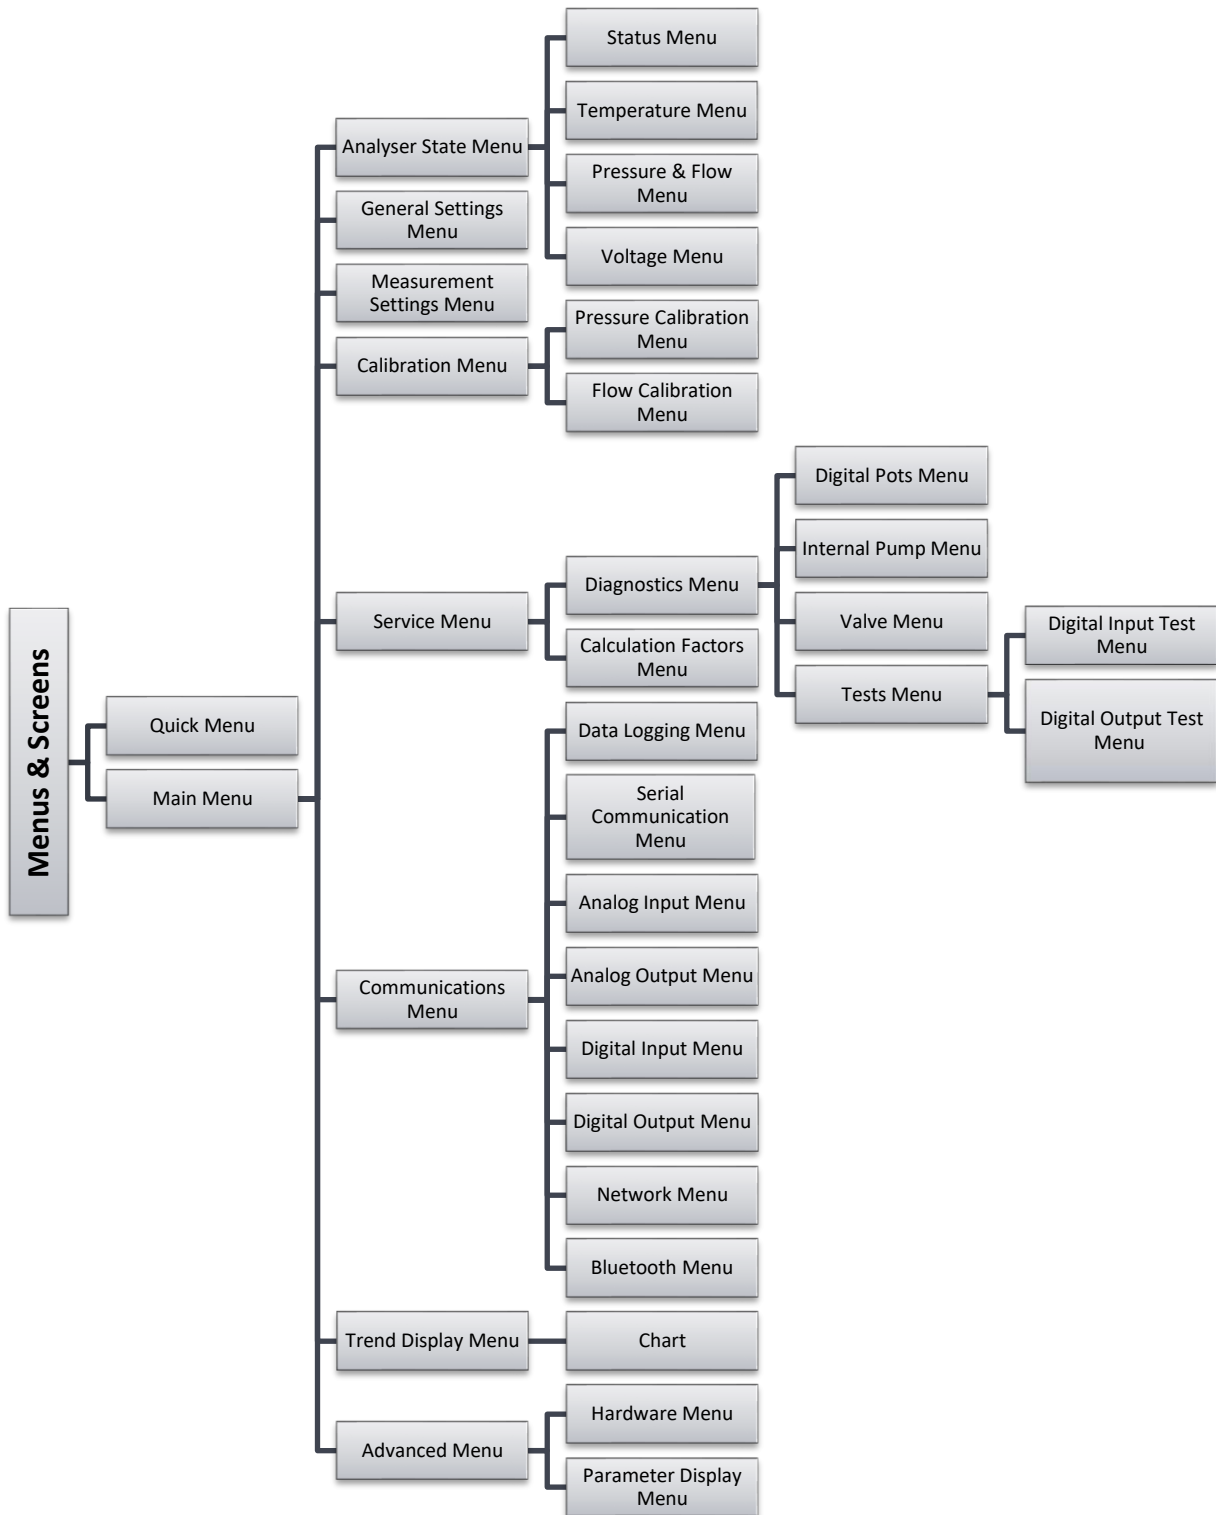 Menus & Screens
Quick Menu
Main Menu
Analyser State Menu
Status Menu
Temperature Menu
Pressure & Flow
Menu
Voltage Menu
General Settings
Menu
Measurement
Settings Menu
Calibration Menu
Pressure Calibration
Menu
Flow Calibration
Menu
Service Menu
Diagnostics Menu
Digital Pots Menu
Internal Pump Menu
Valve Menu
Tests Menu
Digital Input Test
Menu
Digital Output Test
Menu
Calculation Factors
Menu
Communications
Menu
Data Logging Menu
Serial
Communication
Menu
Analog Input Menu
Analog Output Menu
Digital Input Menu
Digital Output Menu
Network Menu
Bluetooth Menu
Trend Display Menu
Chart
Advanced Menu
Hardware Menu
Parameter Display
Menu